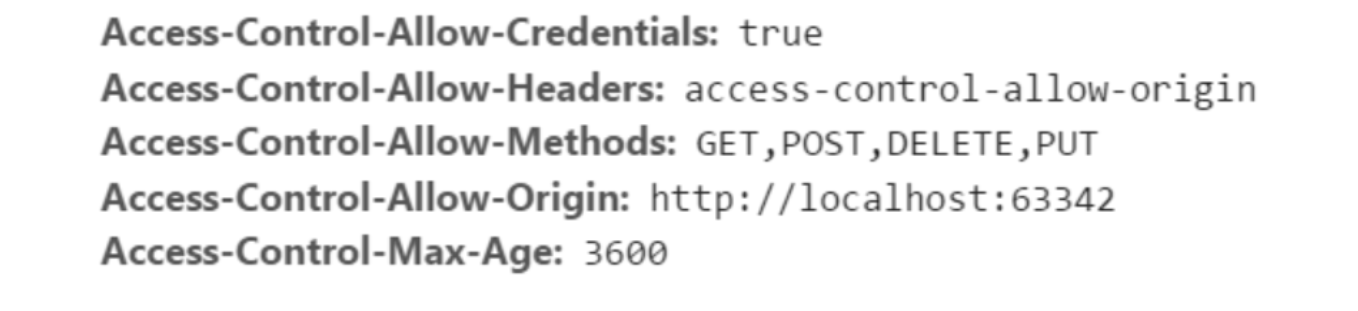 Access-Control-Allow-Credentials: true
Access-Control-Allow-Headers: access-control-allow-origin
Access-Control-Allow-Methods: GET,POST,DELETE,PUT
Access-Control-Allow-Origin: http://localhost:63342
Access-Control-Max-Age: 3600